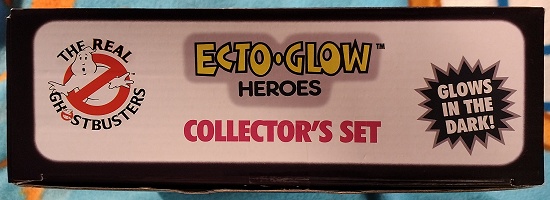 THE REAL
GHOSTBUSTERS
ECTO•GLOW™
HEROES
COLLECTOR'S SET
GLOWS
IN THE
DARK!